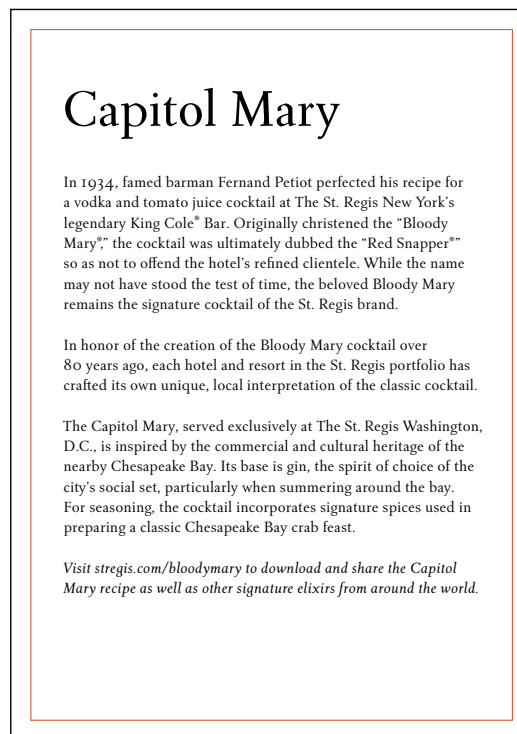 Capitol Mary
In 1934, famed barman Fernand Petiot perfected his recipe for
a vodka and tomato juice cocktail at The St. Regis New York’s
legendary King Cole® Bar. Originally christened the “Bloody
Mary®,” the cocktail was ultimately dubbed the “Red Snapper®”
so as not to offend the hotel’s refined clientele. While the name
may not have stood the test of time, the beloved Bloody Mary
remains the signature cocktail of the St. Regis brand.
In honor of the creation of the Bloody Mary cocktail over
80 years ago, each hotel and resort in the St. Regis portfolio has
crafted its own unique, local interpretation of the classic cocktail.
The Capitol Mary, served exclusively at The St. Regis Washington,
D.C., is inspired by the commercial and cultural heritage of the
nearby Chesapeake Bay. Its base is gin, the spirit of choice of the
city’s social set, particularly when summering around the bay.
For seasoning, the cocktail incorporates signature spices used in
preparing a classic Chesapeake Bay crab feast.
Visit stregis.com/bloodymary to download and share the Capitol
Mary recipe as well as other signature elixirs from around the world.